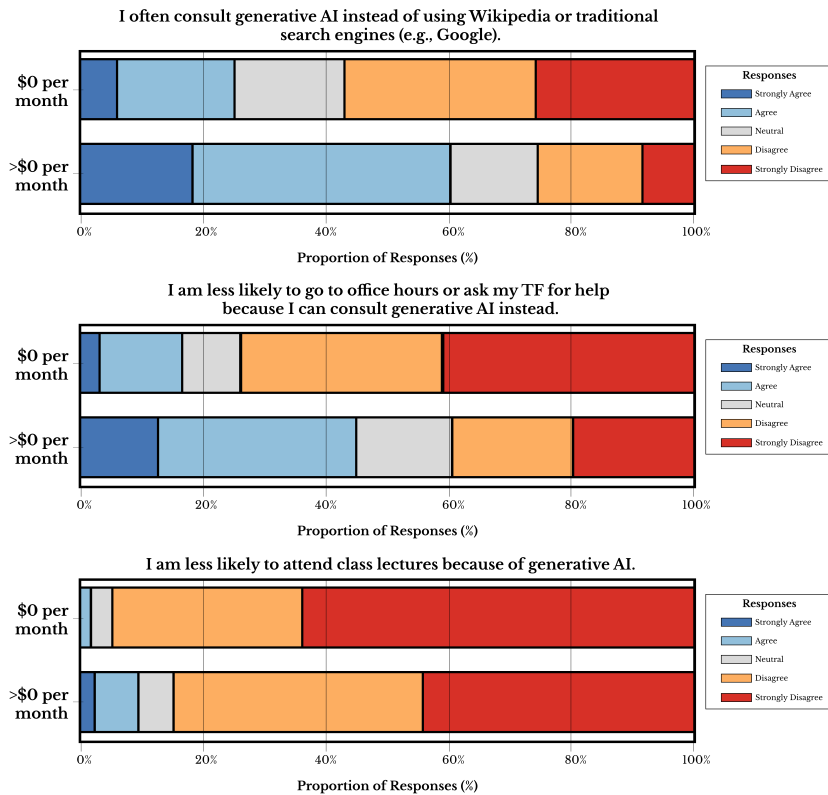 I often consult generative AI instead of using Wikipedia or traditional
search engines (e.g., Google).
$0 per
month
>$0 per
month
0% 20% 40% 60% 80% 100%
Proportion of Responses (%)
Responses
Strongly Agree
Agree
Neutral
Disagree
Strongly Disagree
I am less likely to go to office hours or ask my TF for help
because I can consult generative AI instead.
$0 per
month
>$0 per
month
0% 20% 40% 60% 80% 100%
Proportion of Responses (%)
Responses
Strongly Agree
Agree
Neutral
Disagree
Strongly Disagree
I am less likely to attend class lectures because of generative AI.
$0 per
month
>$0 per
month
0% 20% 40% 60% 80% 100%
Proportion of Responses (%)
Responses
Strongly Agree
Agree
Neutral
Disagree
Strongly Disagree